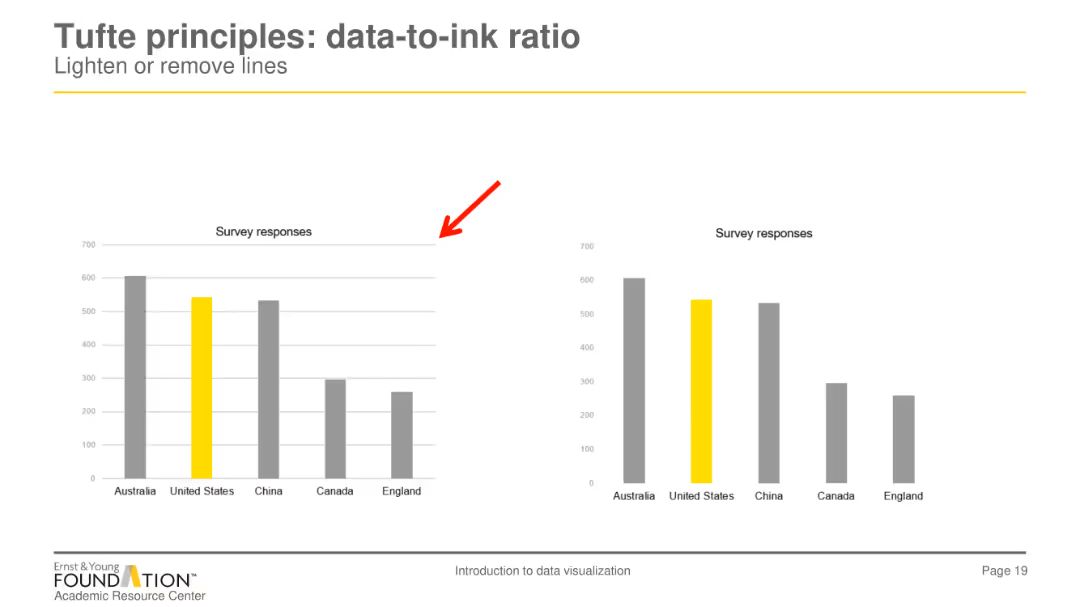 Tufte principles: data-to-ink ratio
Lighten or remove lines
Survey responses
700
600
500
400
300
200
100
0
Australia United States China Canada England
Survey responses
700
600
500
400
300
200
100
0
Australia United States China Canada England
Ernst & Young
FOUNDATION™
Academic Resource Center
Introduction to data visualization
Page 19